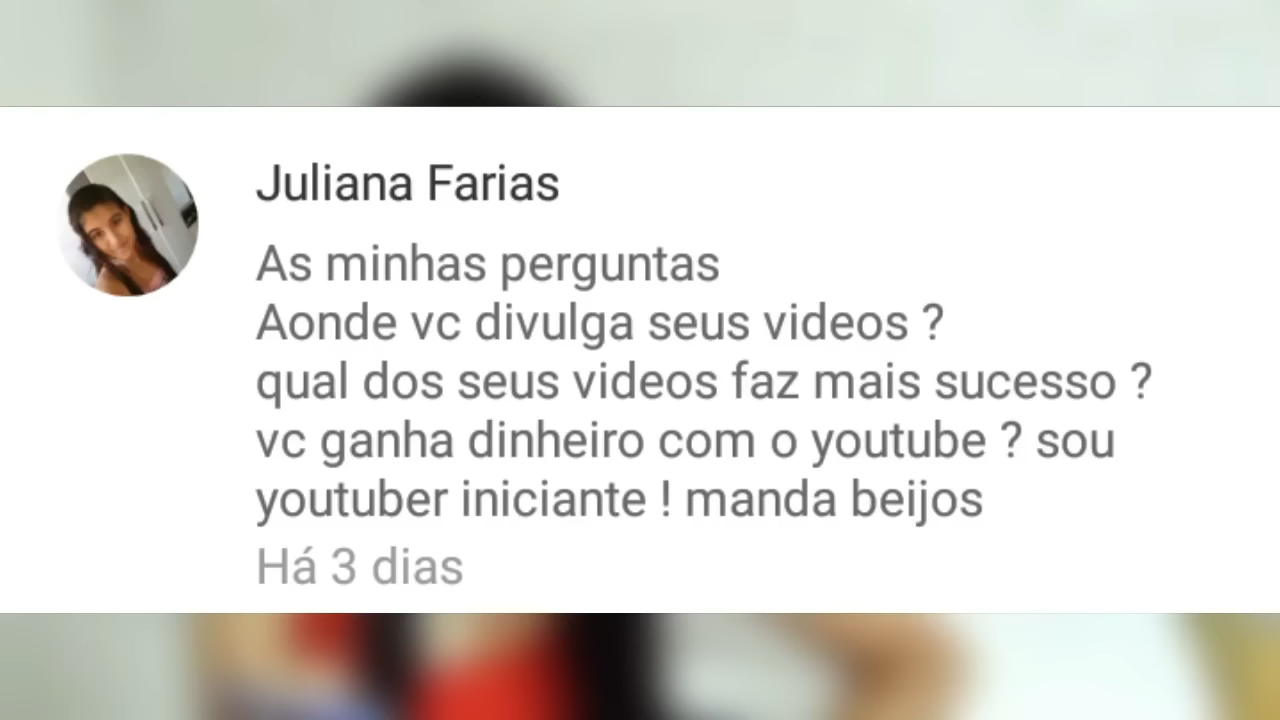 Juliana Farias
As minhas perguntas
Aonde vc divulga seus videos ?
qual dos seus videos faz mais sucesso ?
vc ganha dinheiro com o youtube ? sou
youtuber iniciante ! manda beijos
Há 3 dias